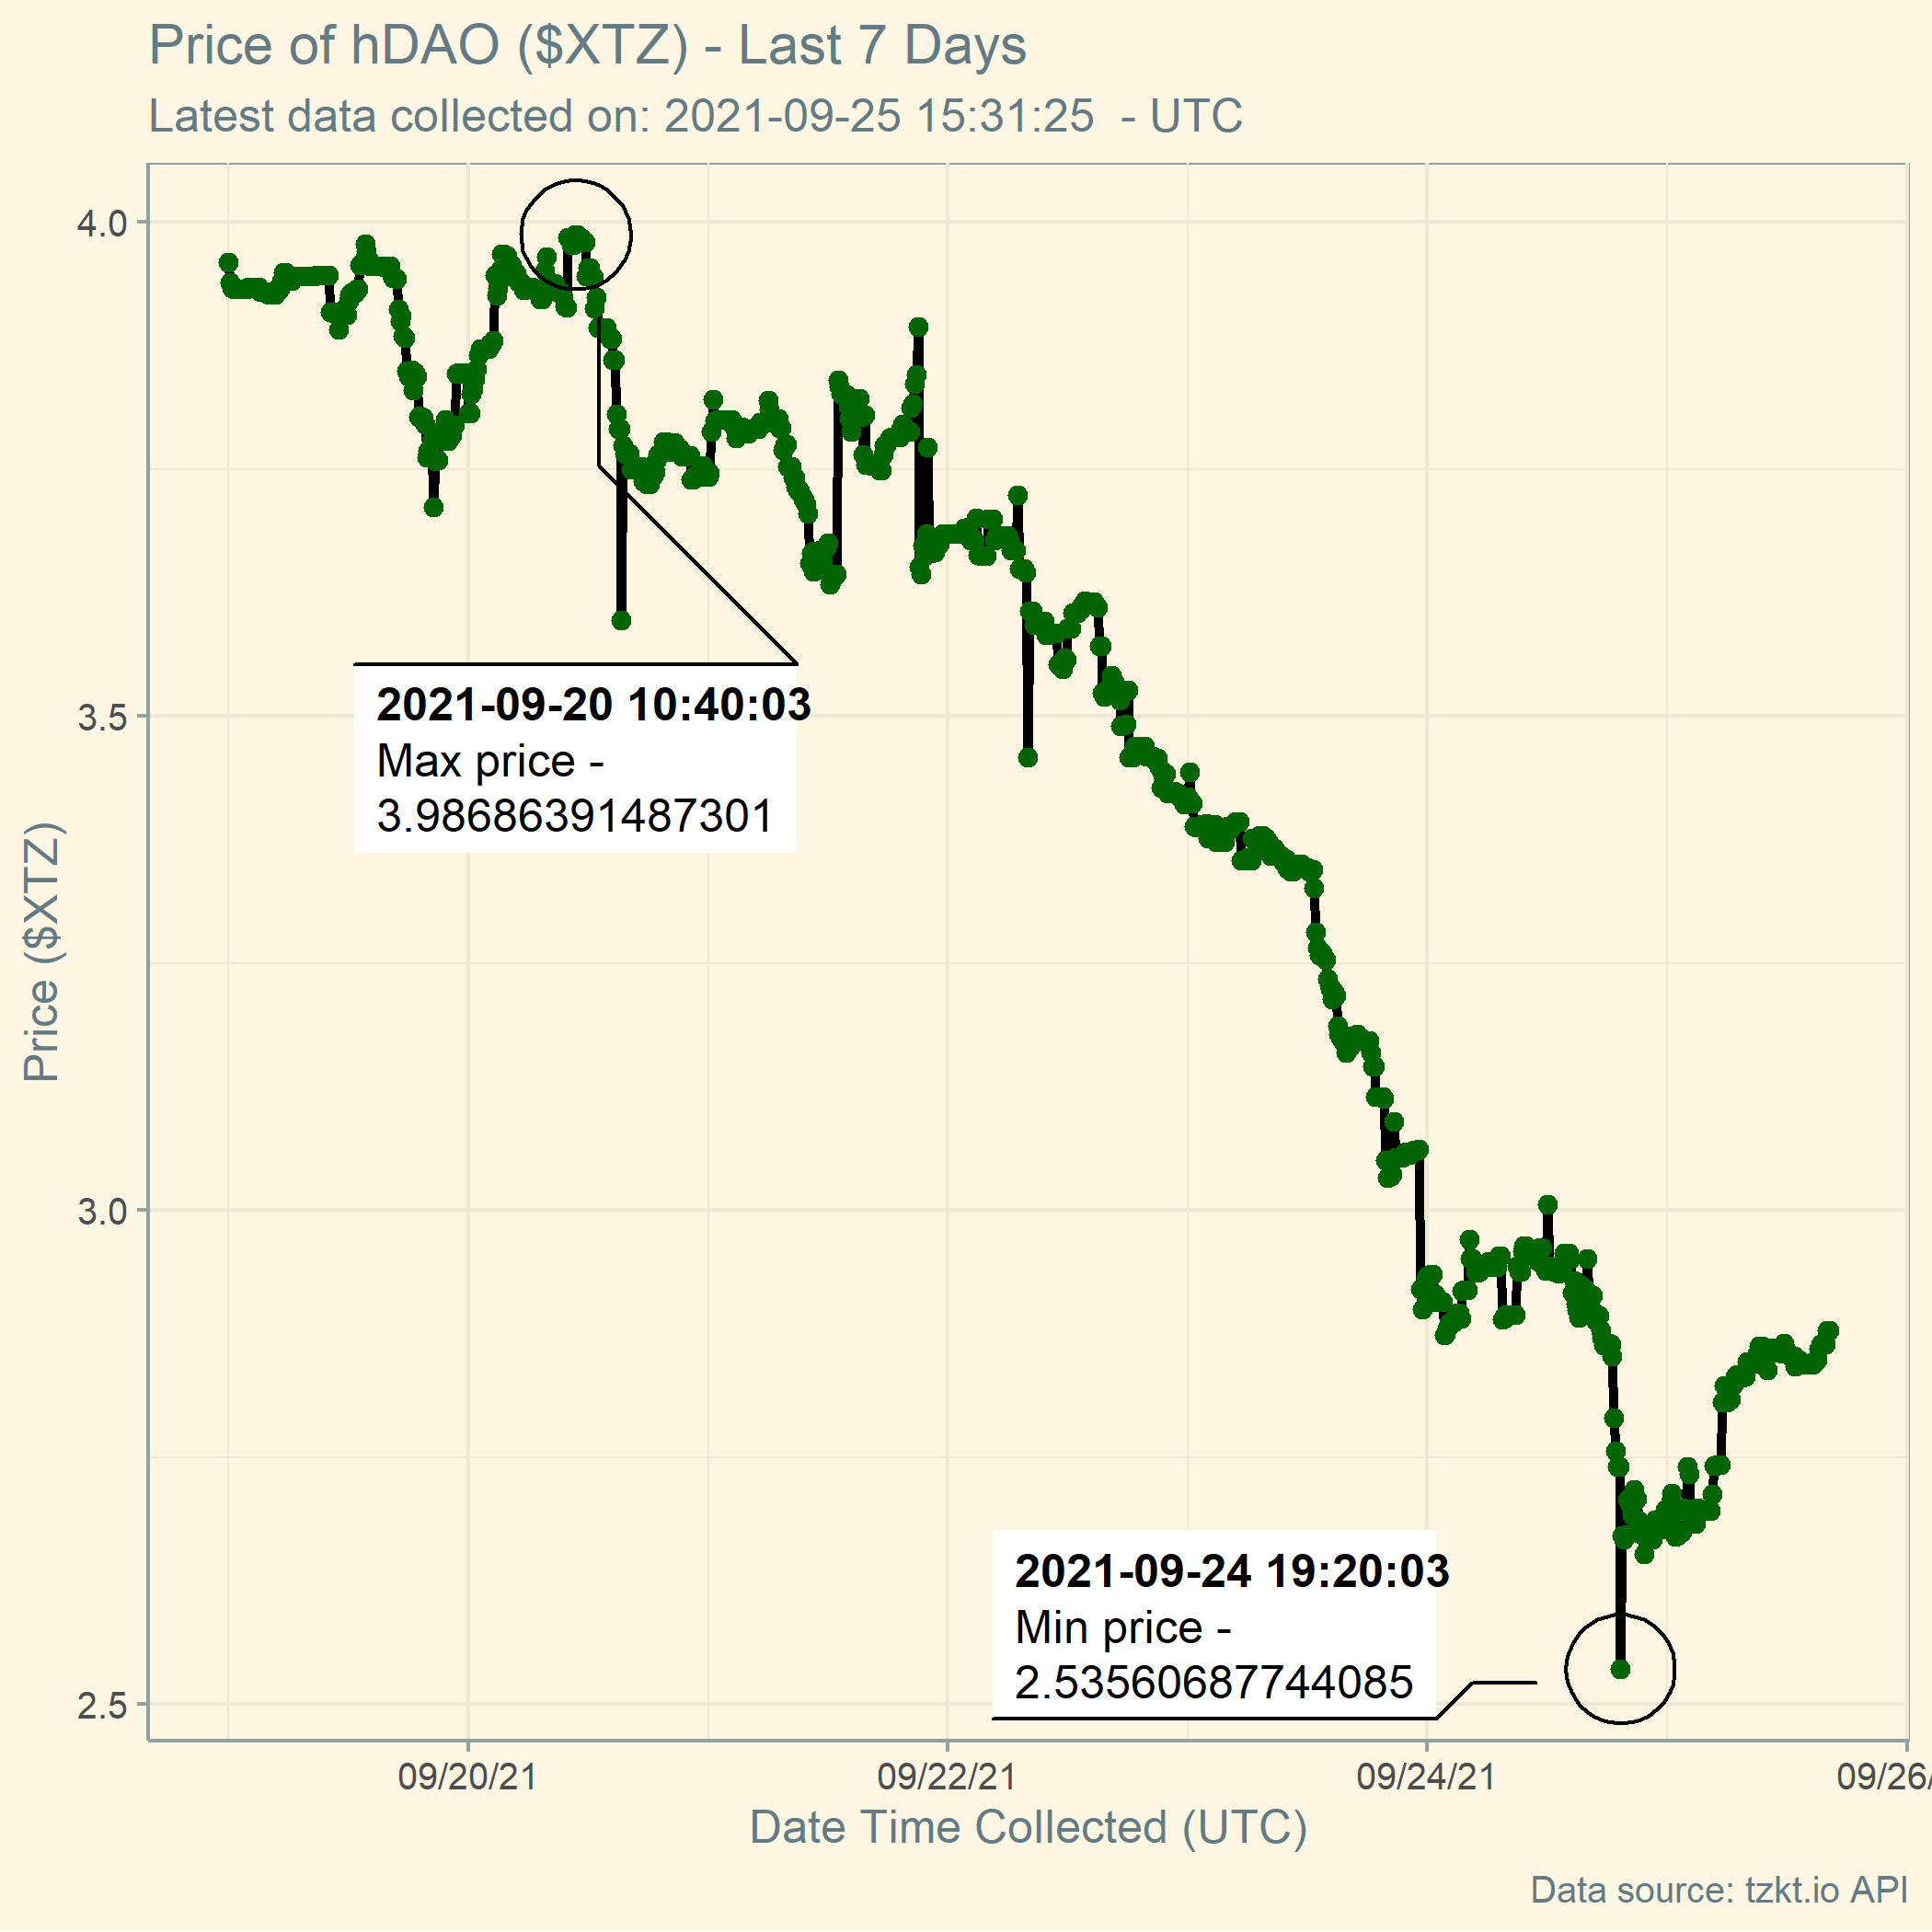 Price of hDAO ($XTZ) - Last 7 Days
Latest data collected on: 2021-09-25 15:31:25  - UTC
4.0
3.5
3.0
2.5
Price ($XTZ)
2021-09-20 10:40:03
Max price -
3.98686391487301
2021-09-24 19:20:03
Min price -
2.53560687744085
09/20/21
09/22/21
09/24/21
09/26/
Date Time Collected (UTC)
Data source: tzkt.io API